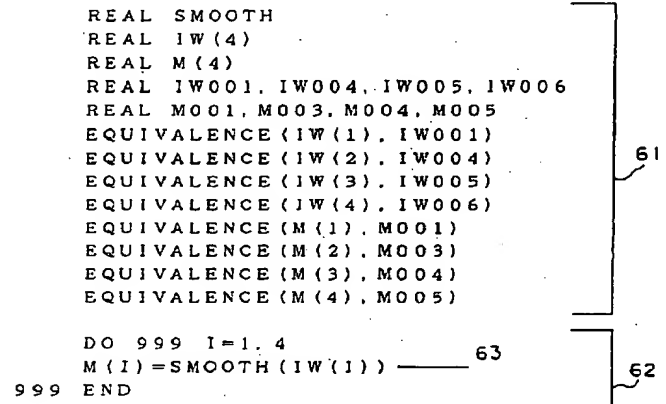 REAL SMOOTH
REAL IW(4)
REAL M(4)
REAL IW001, IW004, IW005, IW006
REAL M001, M003, M004, M005
EQUIVALENCE(IW(1), IW001)
EQUIVALENCE(IW(2), IW004)
EQUIVALENCE(IW(3), IW005)
EQUIVALENCE(IW(4), IW006)
EQUIVALENCE(M(1), M001)
EQUIVALENCE(M(2), M003)
EQUIVALENCE(M(3), M004)
EQUIVALENCE(M(4), M005)
61
DO 999 I=1, 4
M(I)=SMOOTH(IW(I)) 63
999 END
62